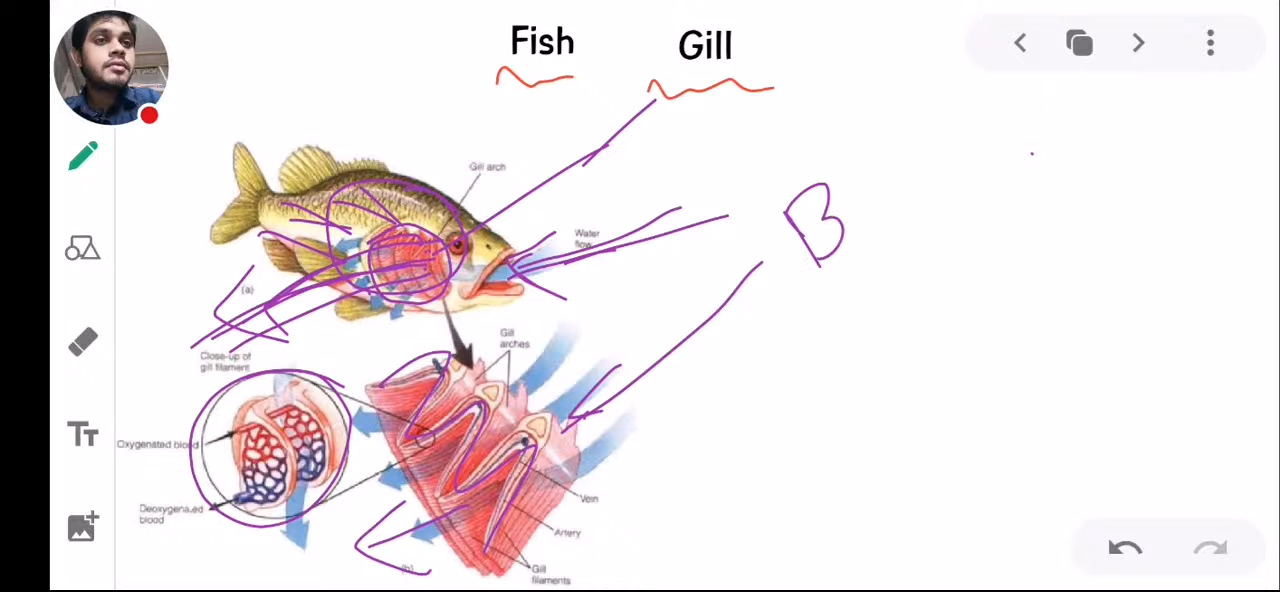 Fish Gill
Gill arch
Water
flow
B
(a)
Close-up of
gill filament
Gill
arches
Oxygenated blood
Deoxygenated
blood
Vein
Artery
(b)
Gill
filaments
Tт